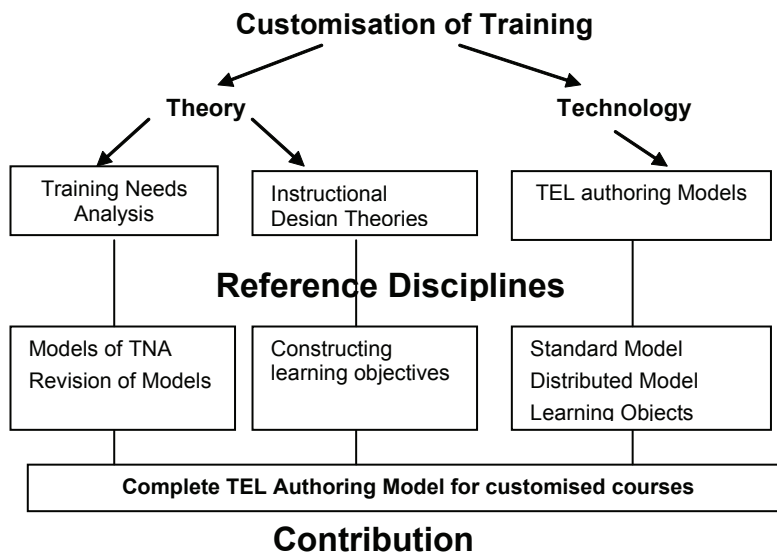 Customisation of Training
Theory
Technology
Training Needs
Analysis
Instructional
Design Theories
TEL authoring Models
Reference Disciplines
Models of TNA
Revision of Models
Constructing
learning objectives
Standard Model
Distributed Model
Learning Objects
Complete TEL Authoring Model for customised courses
Contribution